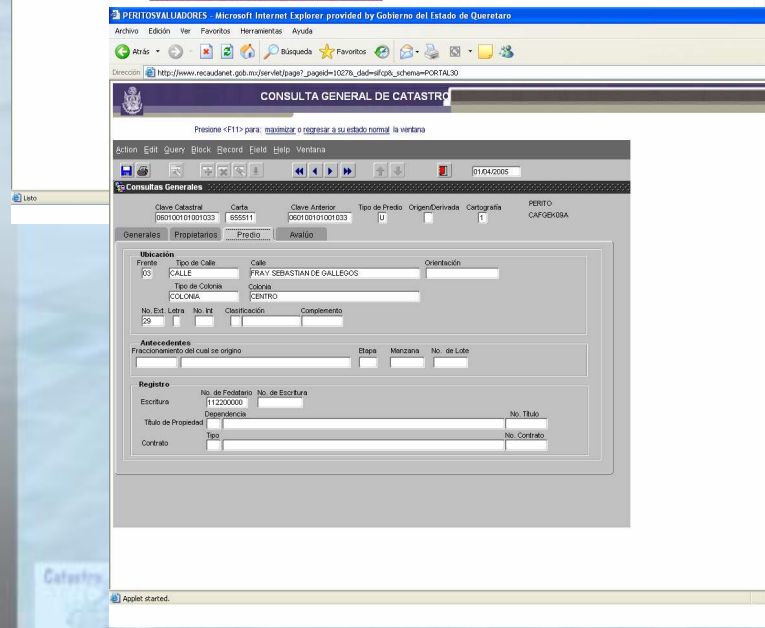 PERITOSVALUADORES - Microsoft Internet Explorer provided by Gobierno del Estado de Queretaro
Archivo Edición Ver Favoritos Herramientas Ayuda
Atrás Búsqueda Favoritos
Dirección http://www.recaudanet.gob.mx/servlet/page?_pageid=1027&_dad=sifcp&_schema=PORTAL30
CONSULTA GENERAL DE CATASTRO
Presione <F11> para: maximizar o regresar a su estado normal la ventana
Action Edit Query Block Record Field Help Ventana
01/04/2005
Listo
Consultas Generales
Clave Catastral Carta Clave Anterior Tipo de Predio Origen/Derivada Cartografía PERITO
060100101001033 655511 060100101001033 U 1 CAFGEK09A
Generales Propietarios Predio Avalúo
Ubicación
Frente Tipo de Calle Calle Orientación
03 CALLE FRAY SEBASTIAN DE GALLEGOS
Tipo de Colonia Colonia
COLONIA CENTRO
No. Ext. Letra No. Int Clasificación Complemento
29
Antecedentes
Fraccionamiento del cual se origino Etapa Manzana No. de Lote
Registro
No. de Fedatario No. de Escritura
Escritura 112200000
Dependencia No. Título
Título de Propiedad
Tipo No. Contrato
Contrato
Catastro
Applet started.